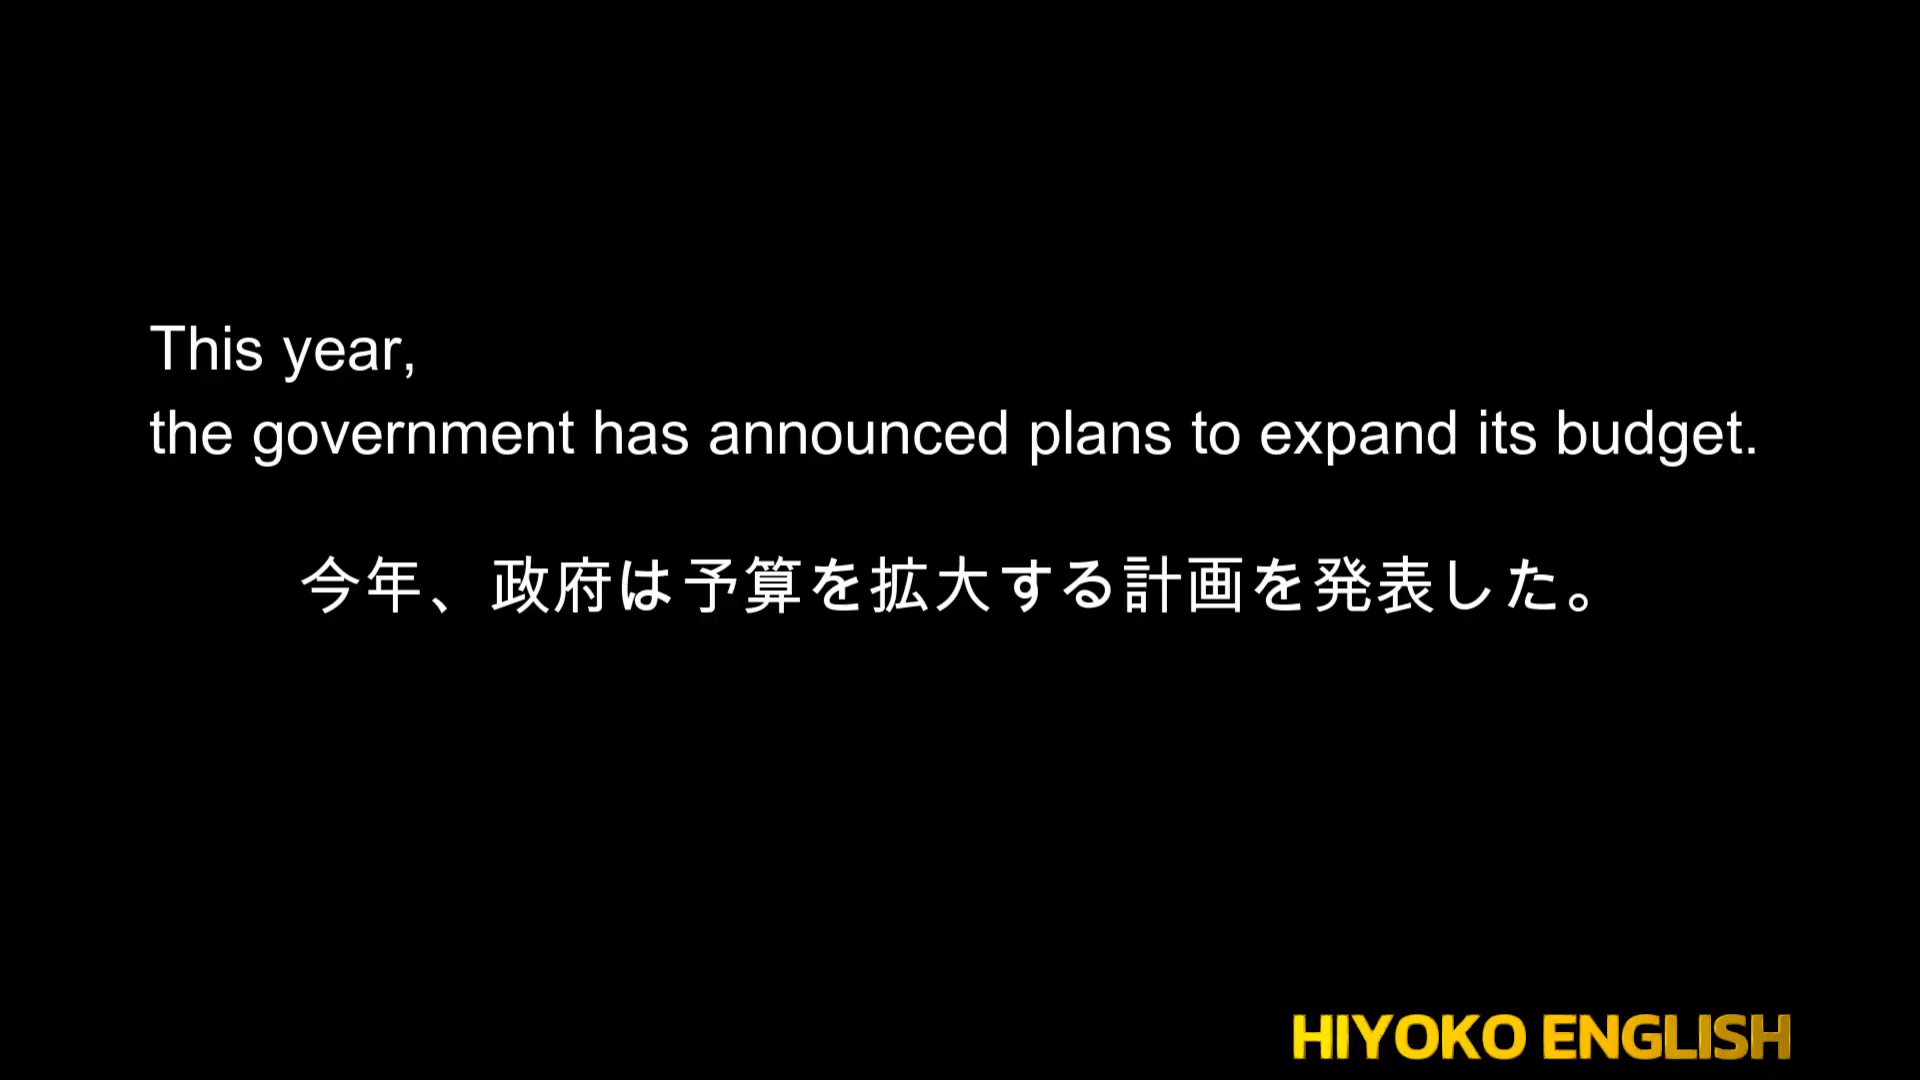 This year,
the government has announced plans to expand its budget.
今年、政府は予算を拡大する計画を発表した。
HIYOKO ENGLISH